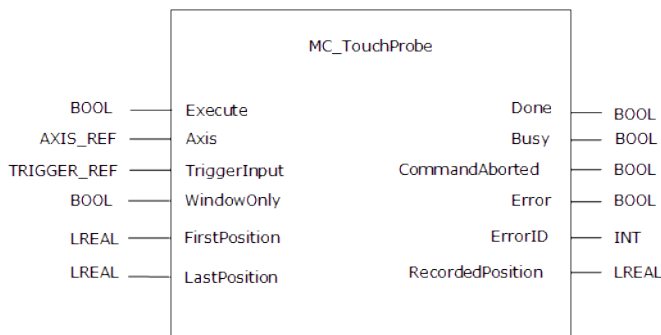 MC_TouchProbe
BOOL Execute Done BOOL
AXIS_REF Axis Busy BOOL
TRIGGER_REF TriggerInput CommandAborted BOOL
BOOL WindowOnly Error BOOL
LREAL FirstPosition ErrorID INT
LREAL LastPosition RecordedPosition LREAL